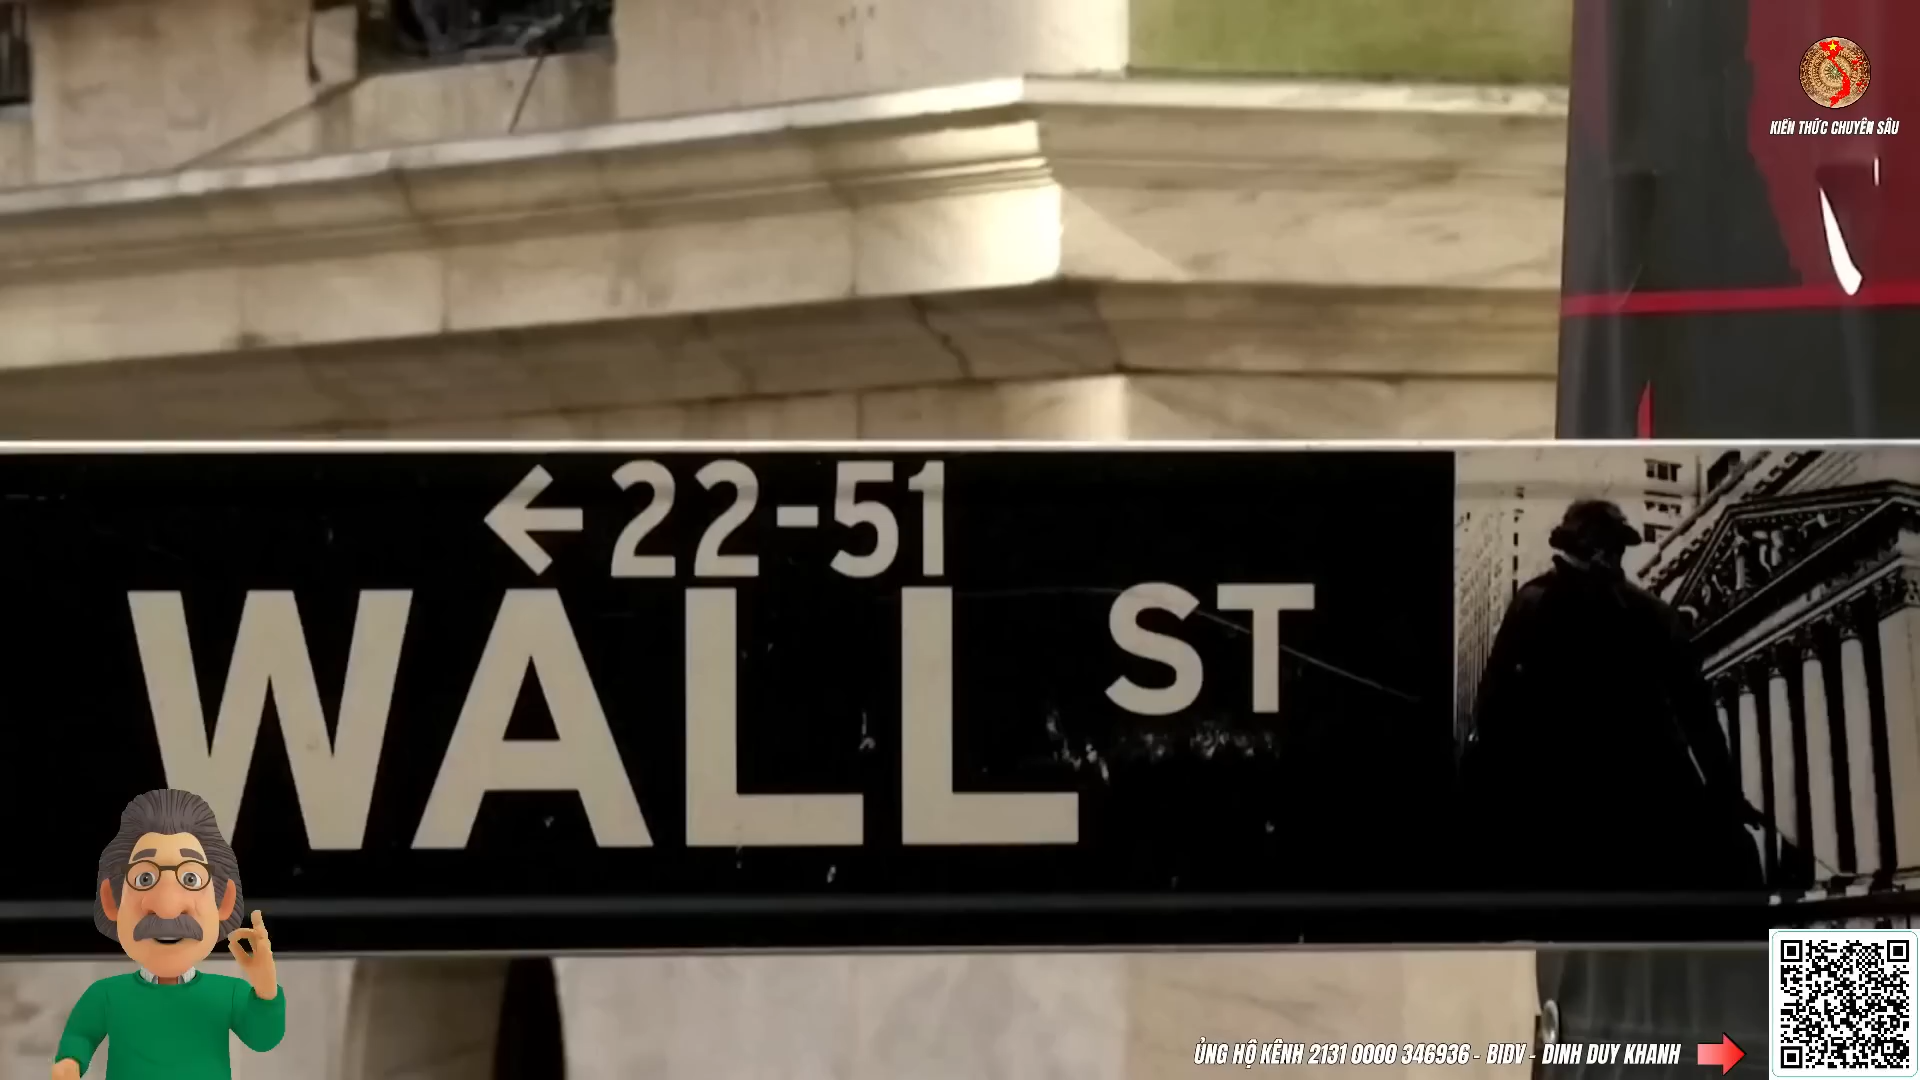 KIẾN THỨC CHUYÊN SÂU
←22-51
WALL ST
ỦNG HỘ KÊNH 2131 0000 346936 - BIDV - DINH DUY KHANH